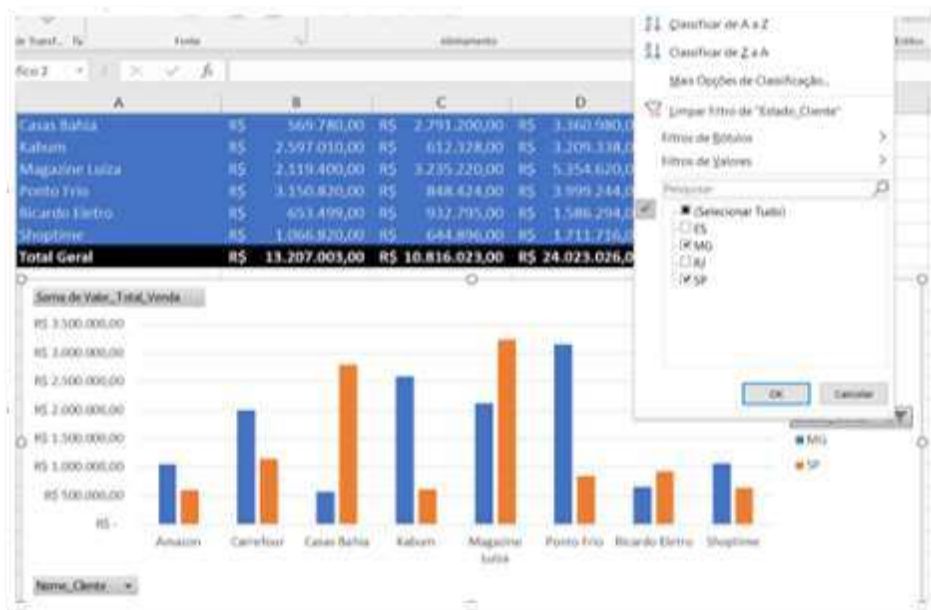 Fonte
Alinhamento
Estilos
fico 2
fx
A B C D
Casas Bahia R$ 569.780,00 R$ 2.791.200,00 R$ 3.360.980,0
Kabum R$ 2.597.010,00 R$ 612.328,00 R$ 3.209.338,0
Magazine Luiza R$ 2.119.400,00 R$ 3.235.220,00 R$ 5.354.620,0
Ponto Frio R$ 3.150.820,00 R$ 848.424,00 R$ 3.999.244,0
Ricardo Eletro R$ 653.499,00 R$ 932.795,00 R$ 1.586.294,0
Shoptime R$ 1.066.820,00 R$ 644.896,00 R$ 1.711.716,0
Total Geral R$ 13.207.003,00 R$ 10.816.023,00 R$ 24.023.026,0
Classificar de A a Z
Classificar de Z a A
Mais Opções de Classificação...
Limpar Filtro de "Estado_Cliente"
Filtros de Rótulos
Filtros de Valores
Pesquisar
(Selecionar Tudo)
ES
MG
RJ
SP
OK Cancelar
Soma de Valor_Total_Venda
R$ 3.500.000,00
R$ 3.000.000,00
R$ 2.500.000,00
R$ 2.000.000,00
R$ 1.500.000,00
R$ 1.000.000,00
R$ 500.000,00
R$ -
MG
SP
Amazon Carrefour Casas Bahia Kabum Magazine Luiza Ponto Frio Ricardo Eletro Shoptime
Nome_Cliente